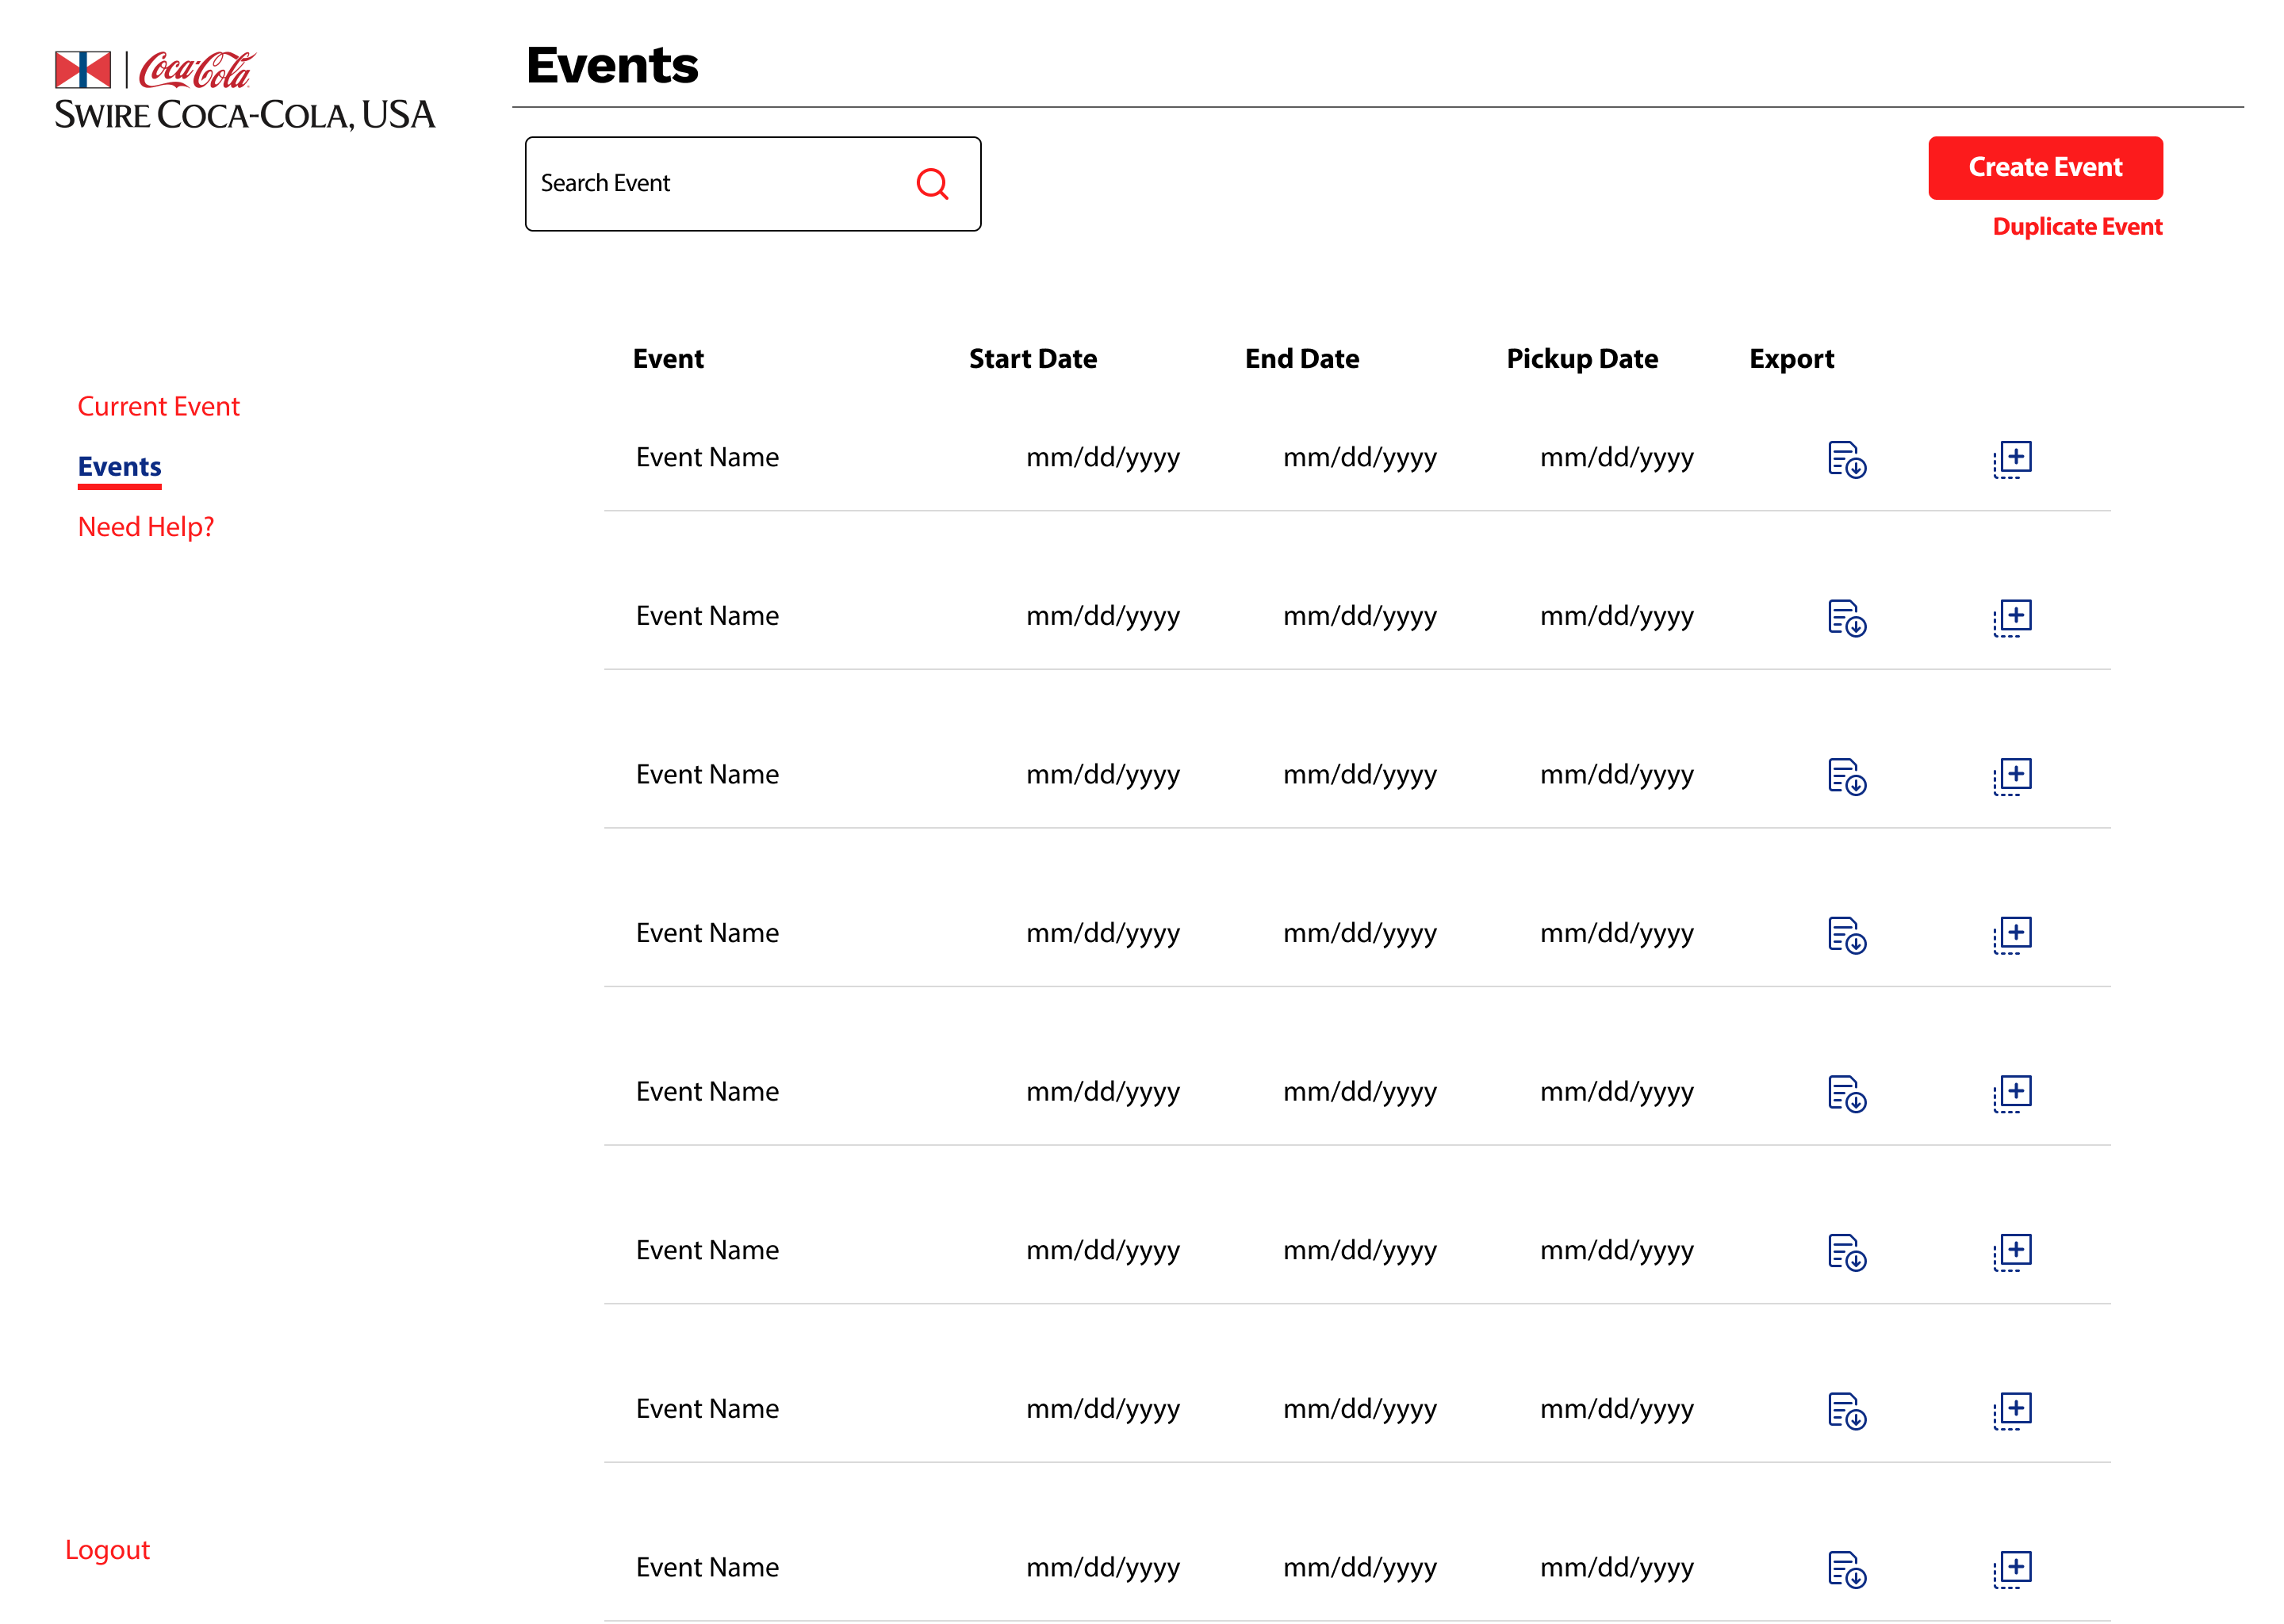 Coca-Cola
SWIRE COCA-COLA, USA
Events
Search Event
Create Event
Duplicate Event
Current Event
Events
Need Help?
Logout
Event Start Date End Date Pickup Date Export
Event Name mm/dd/yyyy mm/dd/yyyy mm/dd/yyyy
Event Name mm/dd/yyyy mm/dd/yyyy mm/dd/yyyy
Event Name mm/dd/yyyy mm/dd/yyyy mm/dd/yyyy
Event Name mm/dd/yyyy mm/dd/yyyy mm/dd/yyyy
Event Name mm/dd/yyyy mm/dd/yyyy mm/dd/yyyy
Event Name mm/dd/yyyy mm/dd/yyyy mm/dd/yyyy
Event Name mm/dd/yyyy mm/dd/yyyy mm/dd/yyyy
Event Name mm/dd/yyyy mm/dd/yyyy mm/dd/yyyy